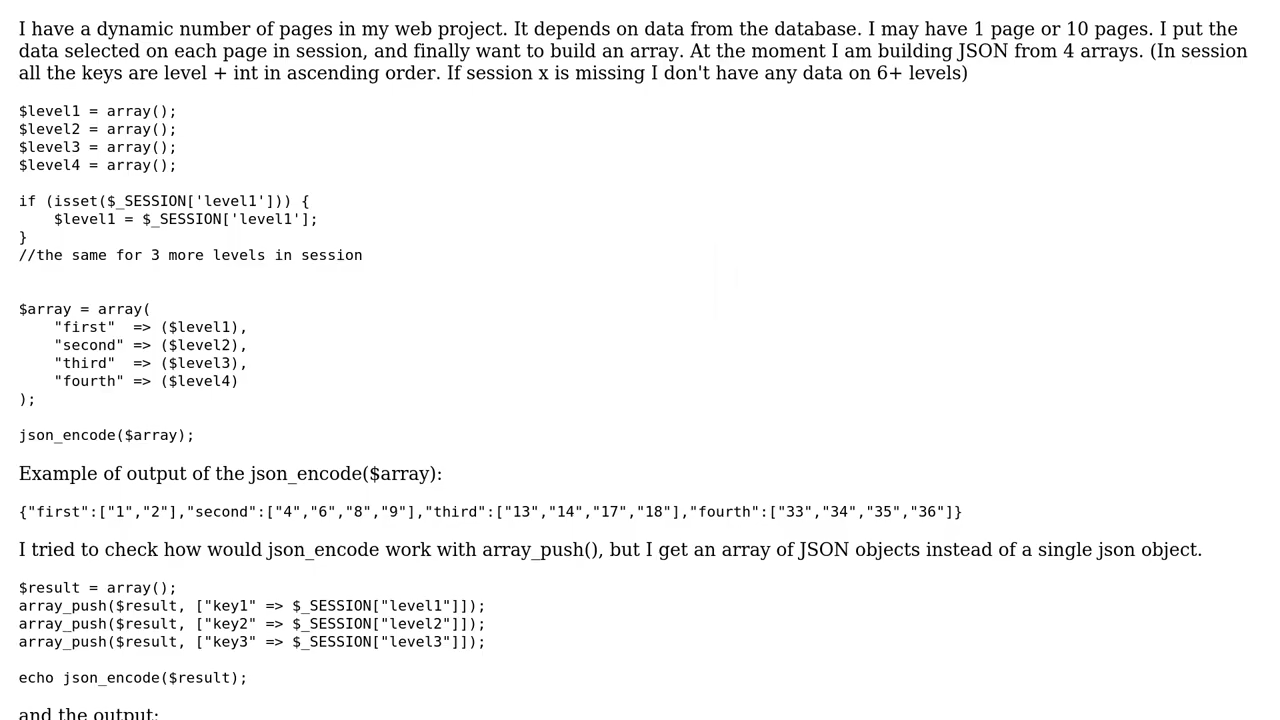 I have a dynamic number of pages in my web project. It depends on data from the database. I may have 1 page or 10 pages. I put the
data selected on each page in session, and finally want to build an array. At the moment I am building JSON from 4 arrays. (In session
all the keys are level + int in ascending order. If session x is missing I don't have any data on 6+ levels)
$level1 = array();
$level2 = array();
$level3 = array();
$level4 = array();
if (isset($_SESSION['level1'])) {
    $level1 = $_SESSION['level1'];
}
//the same for 3 more levels in session
$array = array(
    "first"  => ($level1),
    "second" => ($level2),
    "third"  => ($level3),
    "fourth" => ($level4)
);
json_encode($array);
Example of output of the json_encode($array):
{"first":["1","2"],"second":["4","6","8","9"],"third":["13","14","17","18"],"fourth":["33","34","35","36"]}
I tried to check how would json_encode work with array_push(), but I get an array of JSON objects instead of a single json object.
$result = array();
array_push($result, ["key1" => $_SESSION["level1"]]);
array_push($result, ["key2" => $_SESSION["level2"]]);
array_push($result, ["key3" => $_SESSION["level3"]]);
echo json_encode($result);
and the output: